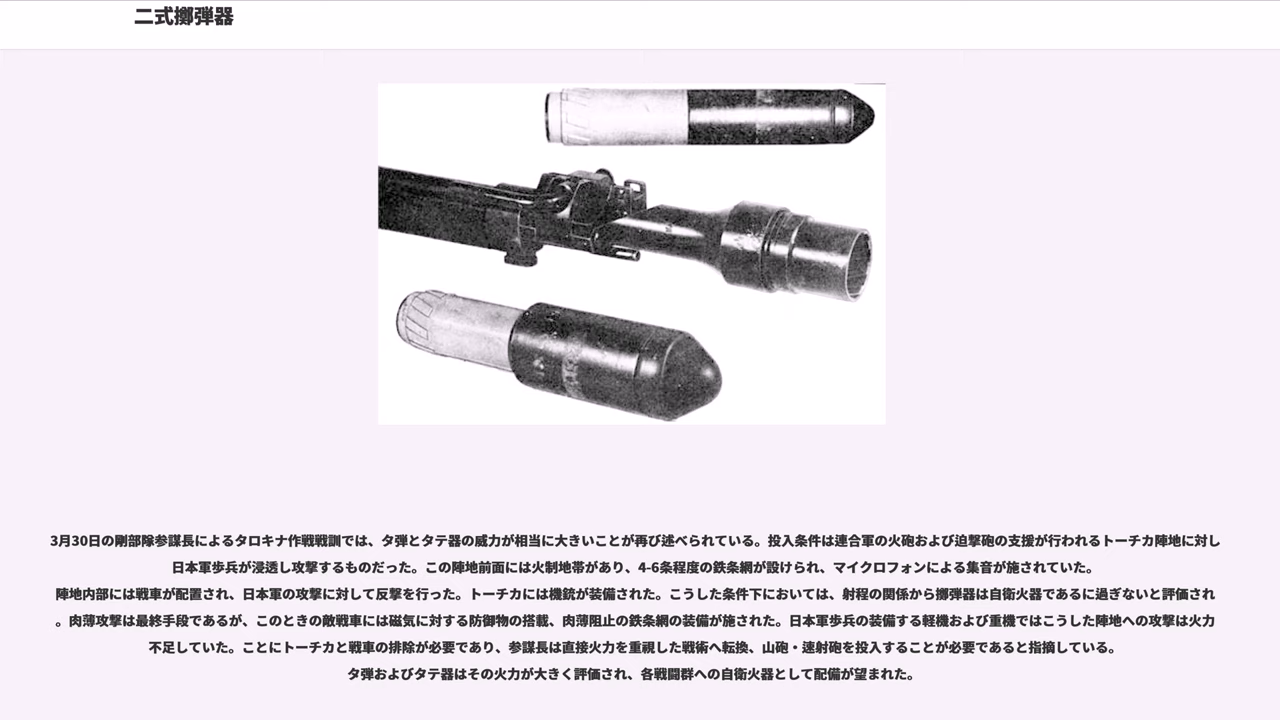 二式擲弾器
3月30日の剛部隊参謀長によるタロキナ作戦戦訓では、タ弾とタテ器の威力が相当に大きいことが再び述べられている。投入条件は連合軍の火砲および迫撃砲の支援が行われるトーチカ陣地に対し
日本軍歩兵が浸透し攻撃するものだった。この陣地前面には火制地帯があり、4-6条程度の鉄条網が設けられ、マイクロフォンによる集音が施されていた。
陣地内部には戦車が配置され、日本軍の攻撃に対して反撃を行った。トーチカには機銃が装備された。こうした条件下においては、射程の関係から擲弾器は自衛火器であるに過ぎないと評価され
。肉薄攻撃は最終手段であるが、このときの敵戦車には磁気に対する防御物の搭載、肉薄阻止の鉄条網の装備が施された。日本軍歩兵の装備する軽機および重機ではこうした陣地への攻撃は火力
不足していた。ことにトーチカと戦車の排除が必要であり、参謀長は直接火力を重視した戦術へ転換、山砲・速射砲を投入することが必要であると指摘している。
タ弾およびタテ器はその火力が大きく評価され、各戦闘群への自衛火器として配備が望まれた。